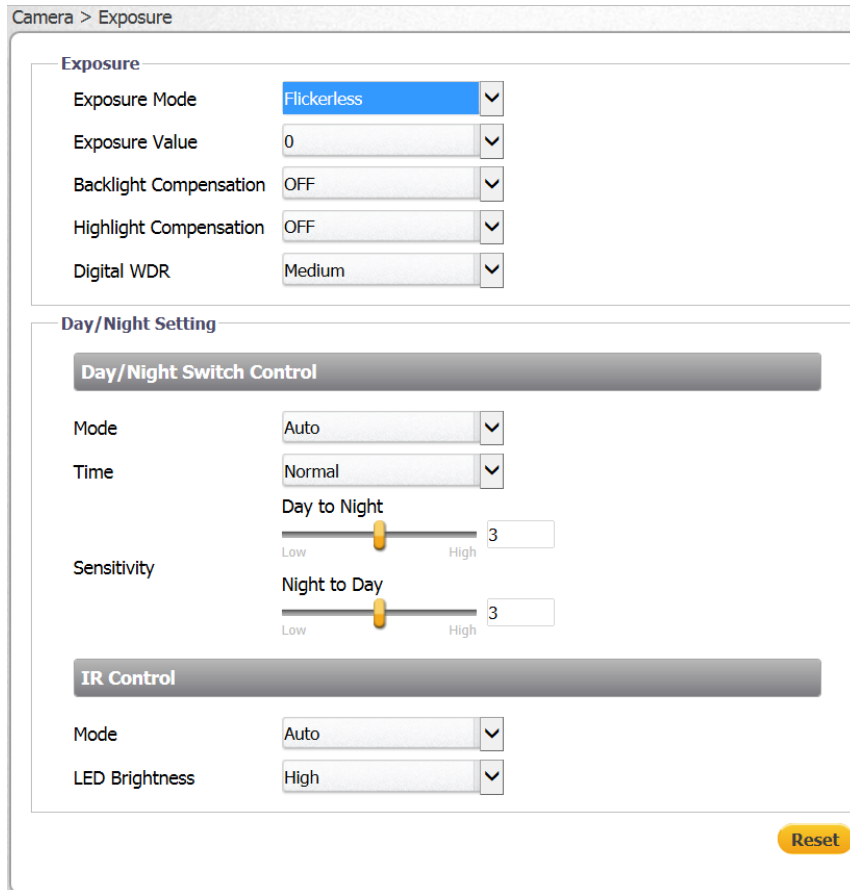 Camera > Exposure
Exposure
Exposure Mode Flickerless
Exposure Value 0
Backlight Compensation OFF
Highlight Compensation OFF
Digital WDR Medium
Day/Night Setting
Day/Night Switch Control
Mode Auto
Time Normal
Day to Night
3
Low High
Sensitivity
Night to Day
3
Low High
IR Control
Mode Auto
LED Brightness High
Reset